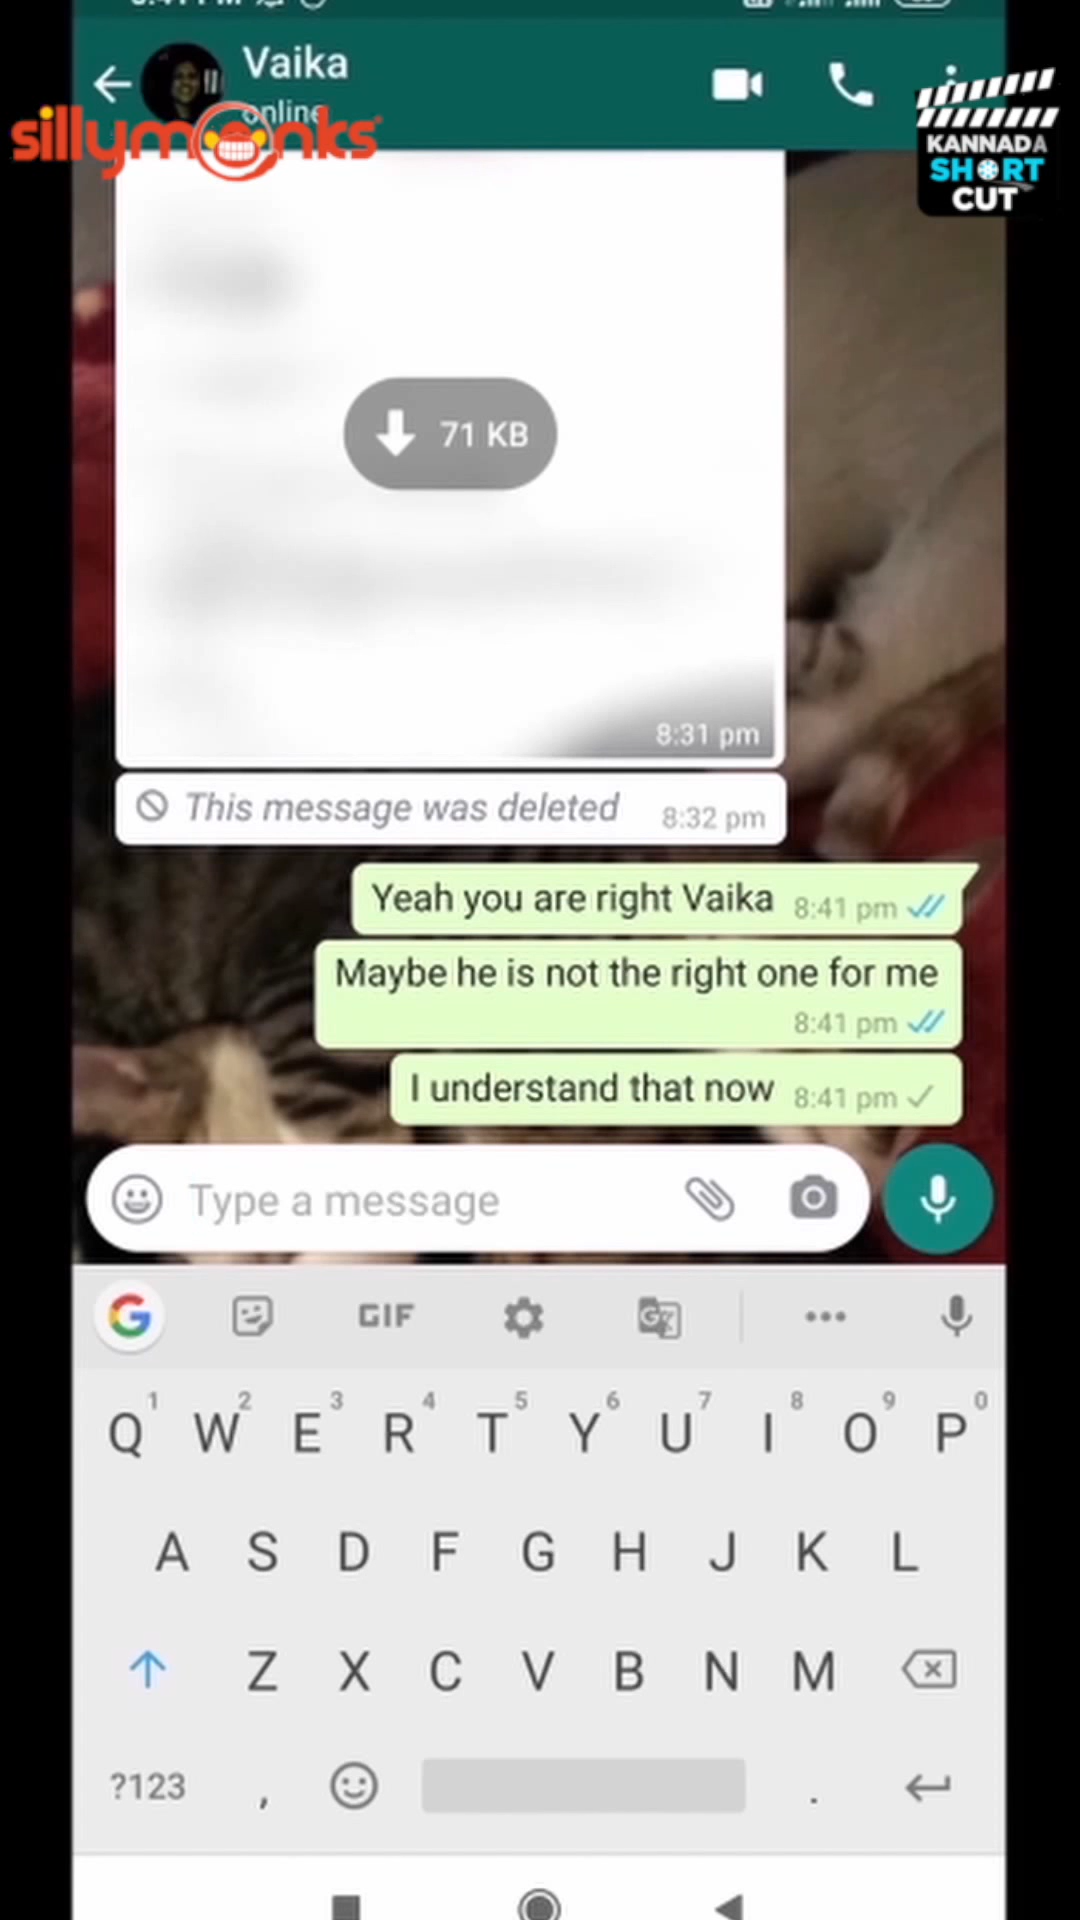 Vaika
online
sillymonks
KANNADA
SHORT
CUT
71 KB
8:31 pm
This message was deleted 8:32 pm
Yeah you are right Vaika 8:41 pm
Maybe he is not the right one for me
8:41 pm
I understand that now 8:41 pm
Type a message
G GIF G
1 2 3 4 5 6 7 8 9 0
Q W E R T Y U I O P
A S D F G H J K L
Z X C V B N M
?123 , .